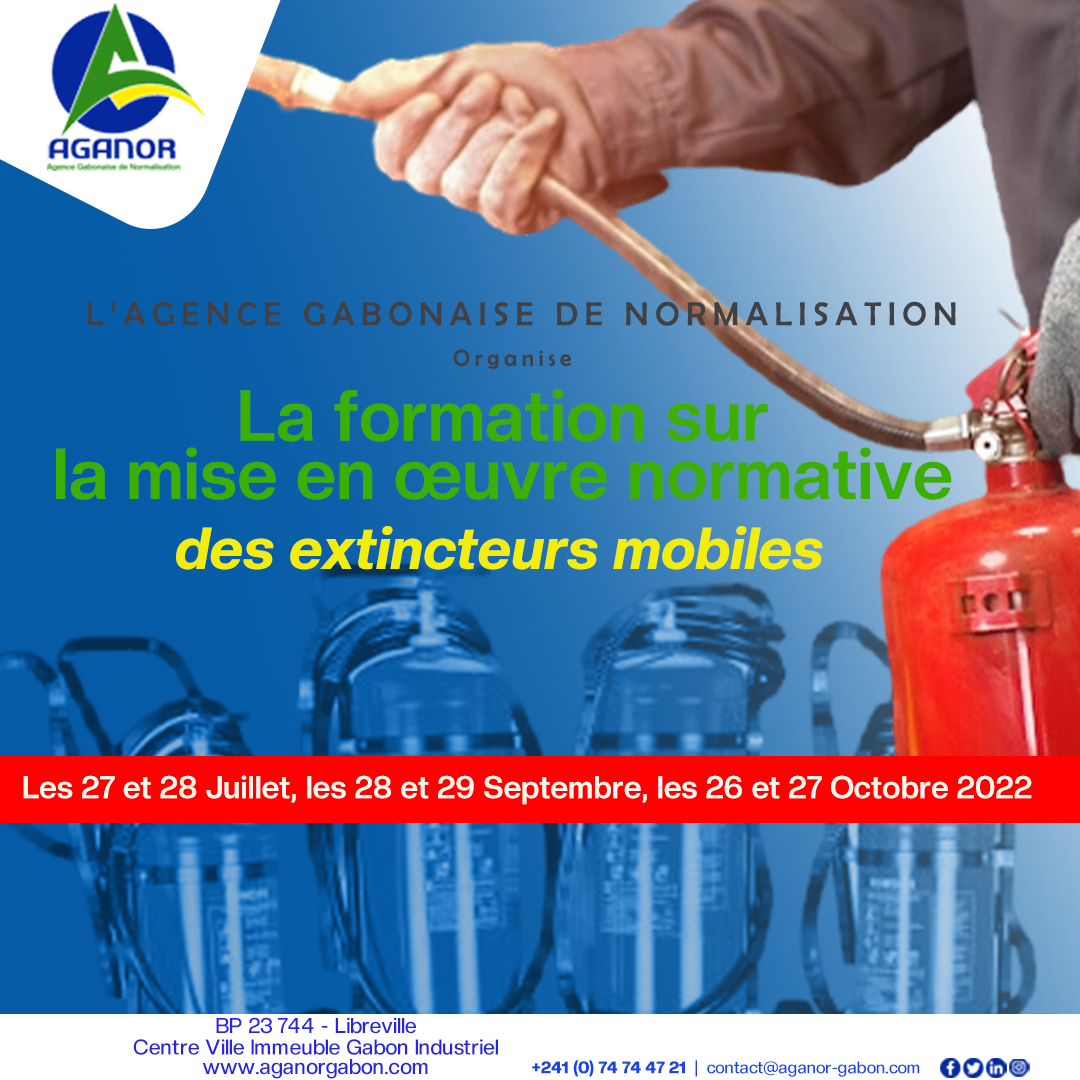 AGANOR
Agence Gabonaise de Normalisation
L'AGENCE GABONAISE DE NORMALISATION
Organise
La formation sur
la mise en œuvre normative
des extincteurs mobiles
Les 27 et 28 Juillet, les 28 et 29 Septembre, les 26 et 27 Octobre 2022
BP 23 744 - Libreville
Centre Ville Immeuble Gabon Industriel
www.aganorgabon.com
+241 (0) 74 74 47 21 | contact@aganor-gabon.com